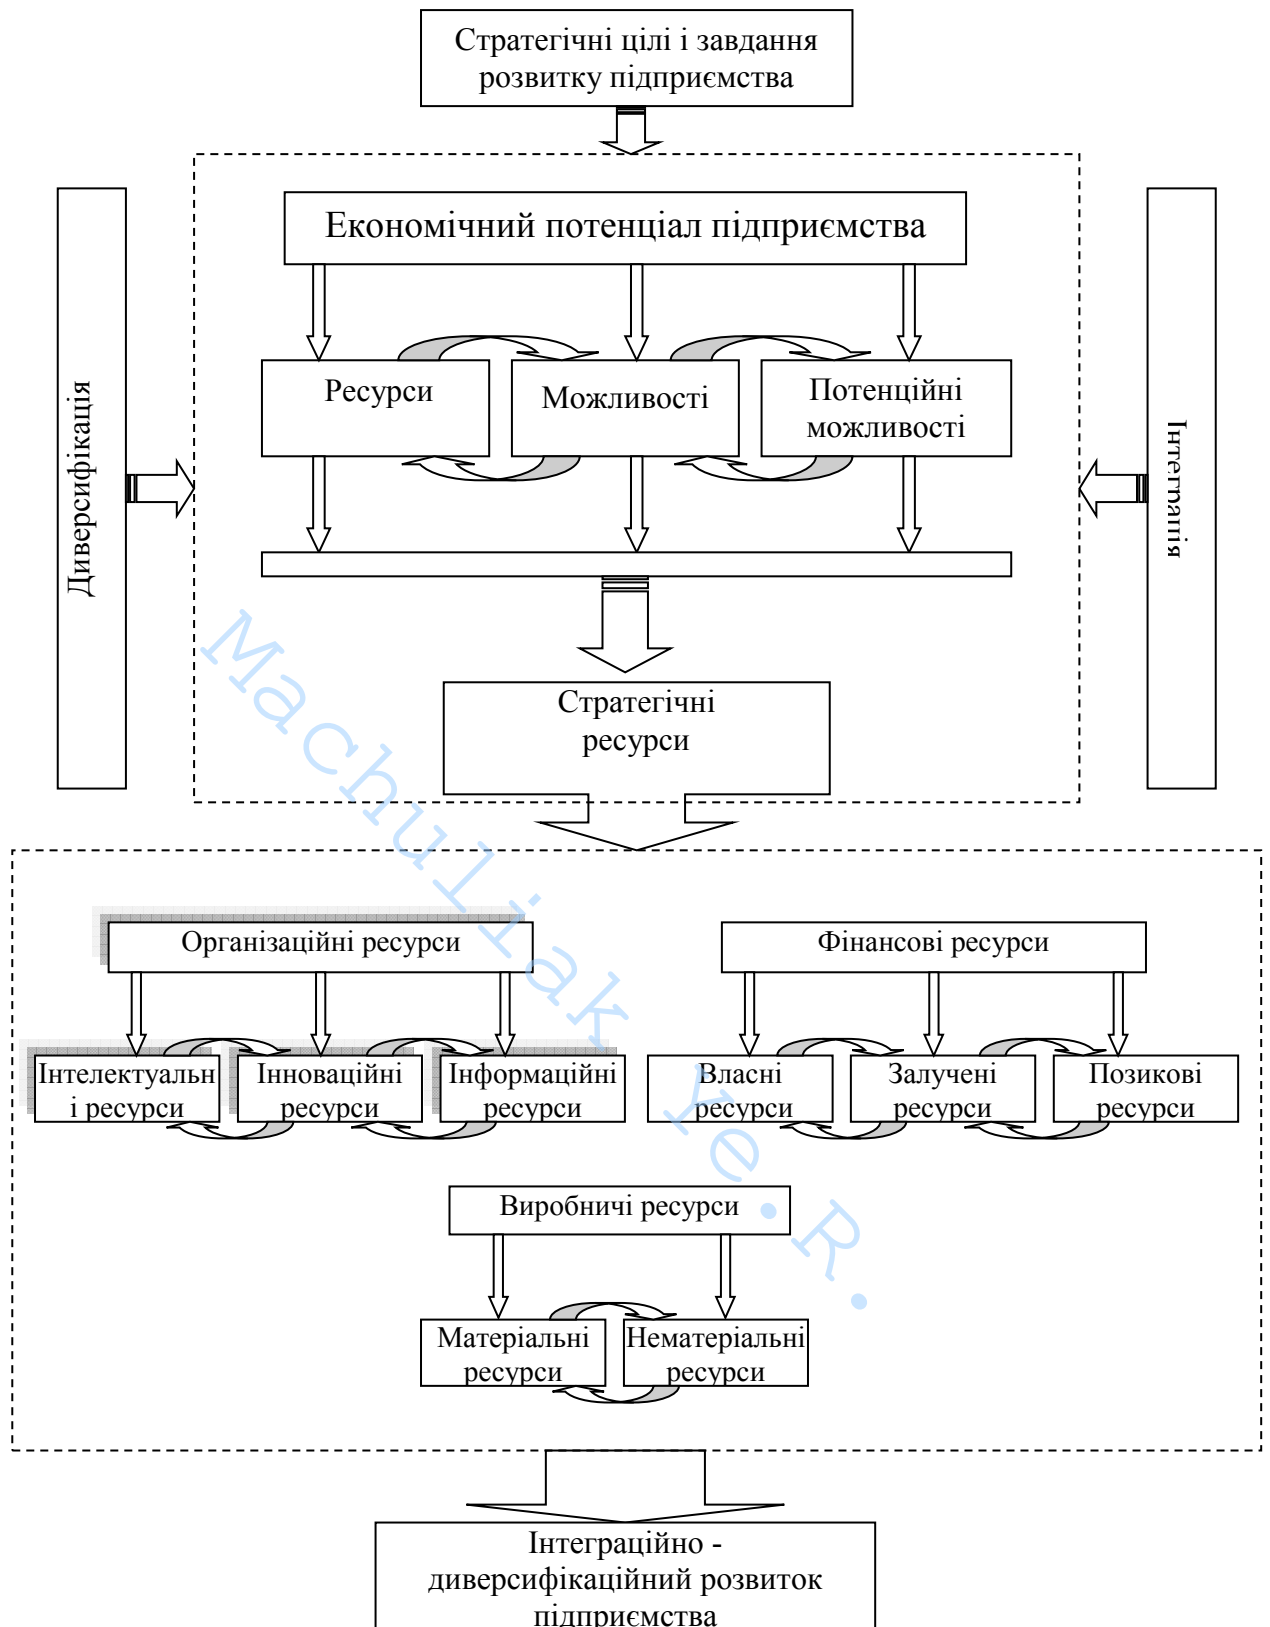 Стратегічні цілі і завдання
розвитку підприємства
Економічний потенціал підприємства
Ресурси
Можливості
Потенційні
можливості
Диверсифікація
Інтеграція
Стратегічні
ресурси
Організаційні ресурси
Фінансові ресурси
Інтелектуальн
і ресурси
Інноваційні
ресурси
Інформаційні
ресурси
Власні
ресурси
Залучені
ресурси
Позикові
ресурси
Виробничі ресурси
Матеріальні
ресурси
Нематеріальні
ресурси
Інтеграційно -
диверсифікаційний розвиток
підприємства
Machuliak Ye.R.